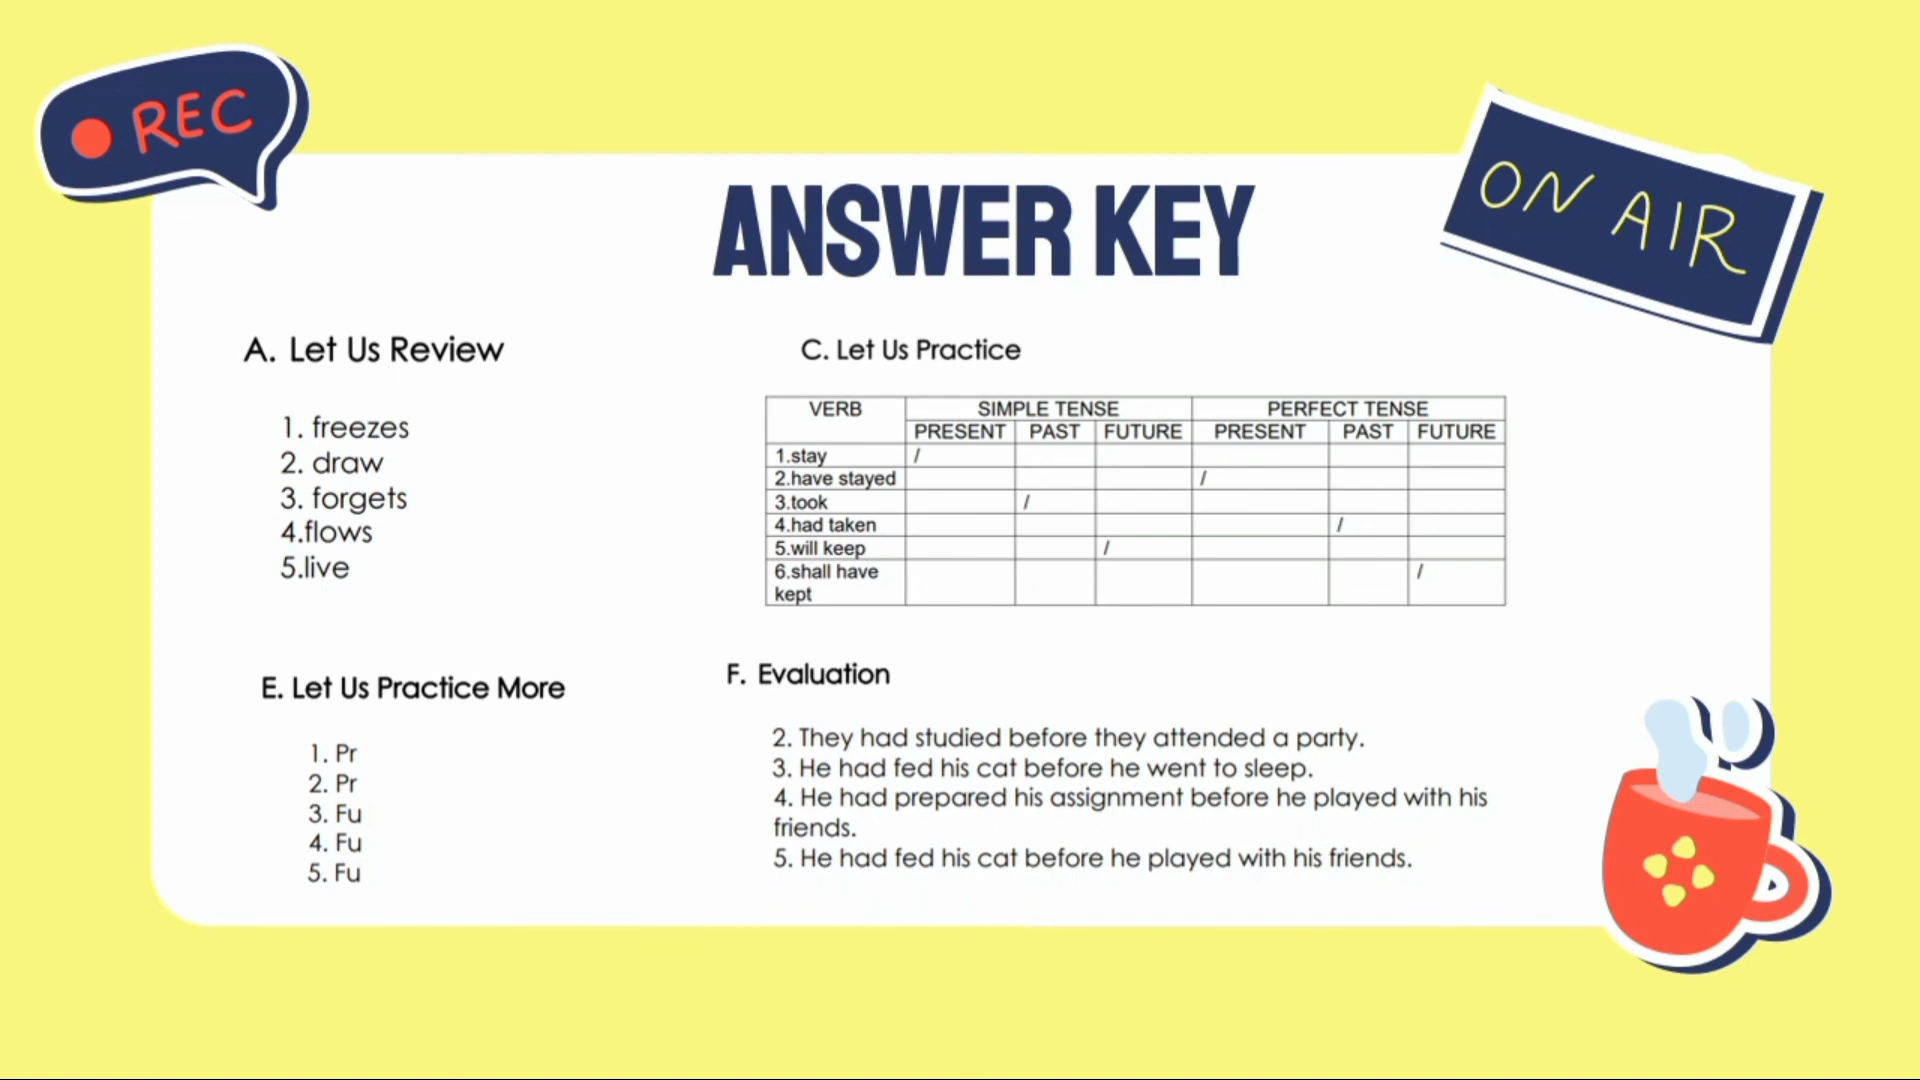 REC
ON AIR
ANSWER KEY
A. Let Us Review
1. freezes
2. draw
3. forgets
4.flows
5.live
C. Let Us Practice
VERB SIMPLE TENSE PERFECT TENSE
PRESENT PAST FUTURE PRESENT PAST FUTURE
1.stay /
2.have stayed /
3.took /
4.had taken /
5.will keep /
6.shall have /
kept
E. Let Us Practice More
1. Pr
2. Pr
3. Fu
4. Fu
5. Fu
F. Evaluation
2. They had studied before they attended a party.
3. He had fed his cat before he went to sleep.
4. He had prepared his assignment before he played with his
friends.
5. He had fed his cat before he played with his friends.